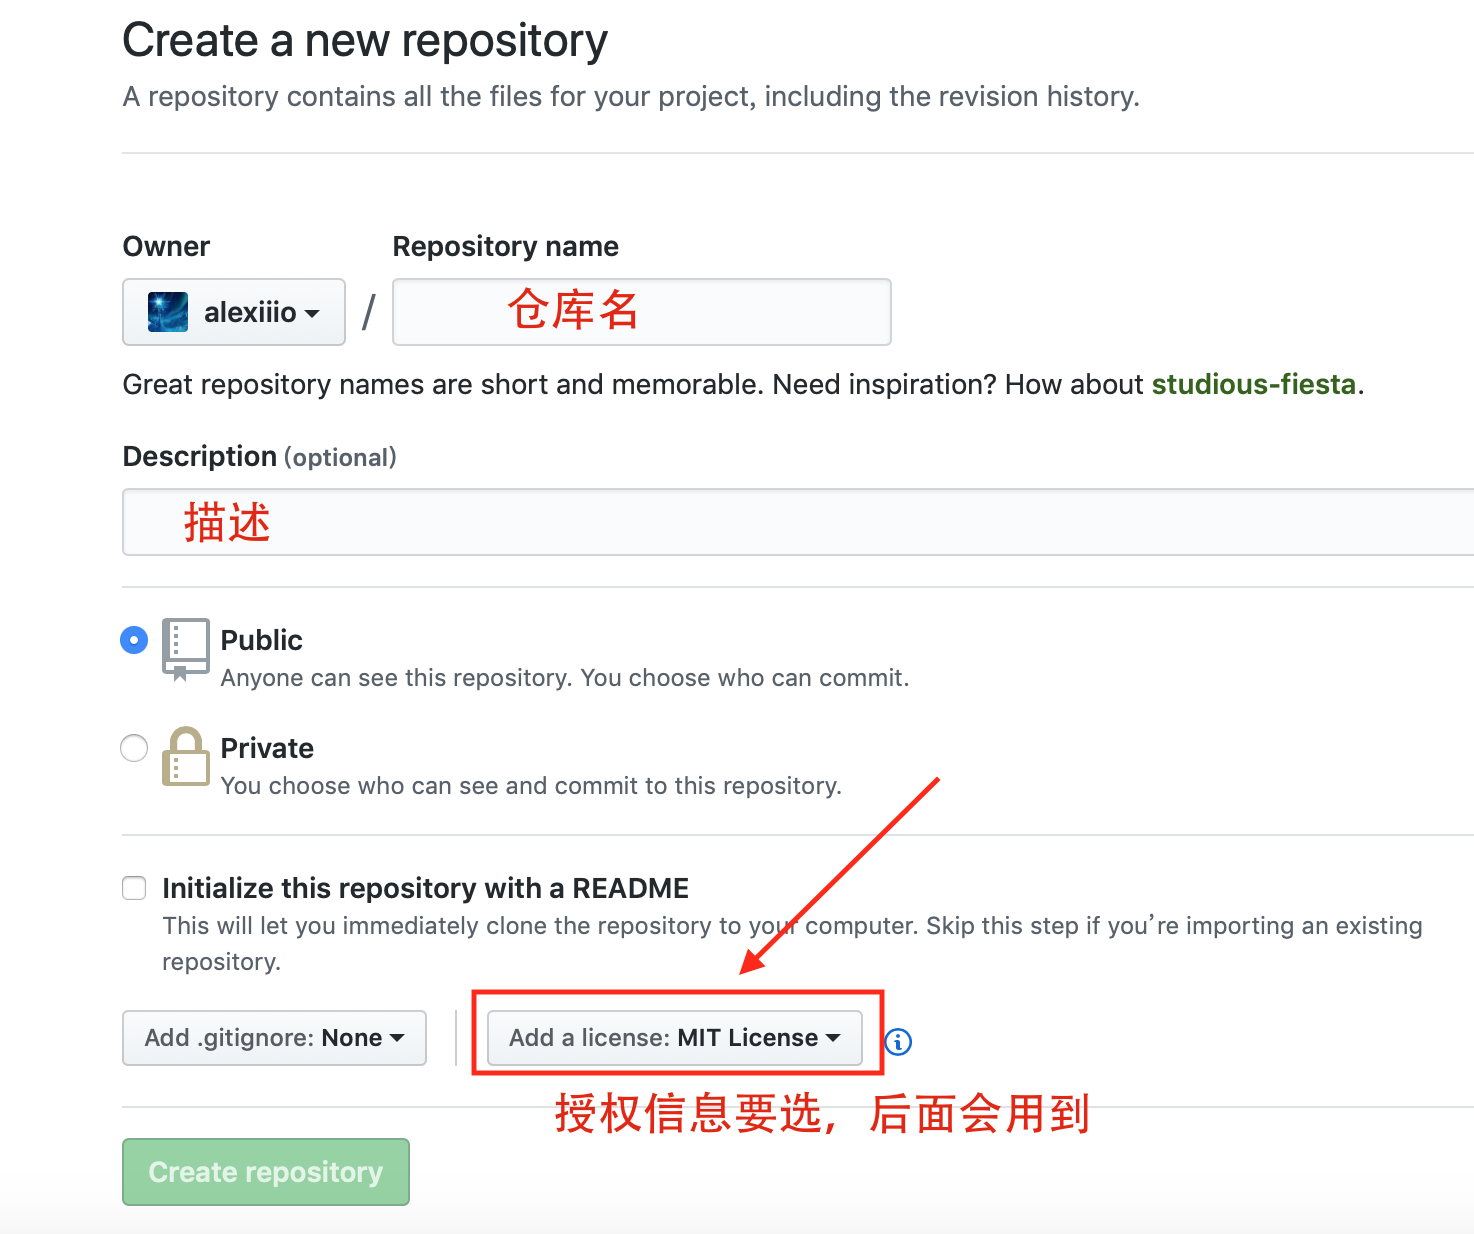 Create a new repository
A repository contains all the files for your project, including the revision history.
Owner
Repository name
alexiiio / 仓库名
Great repository names are short and memorable. Need inspiration? How about studious-fiesta.
Description (optional)
描述
Public
Anyone can see this repository. You choose who can commit.
Private
You choose who can see and commit to this repository.
Initialize this repository with a README
This will let you immediately clone the repository to your computer. Skip this step if you’re importing an existing
repository.
Add .gitignore: None
Add a license: MIT License
授权信息要选，后面会用到
Create repository